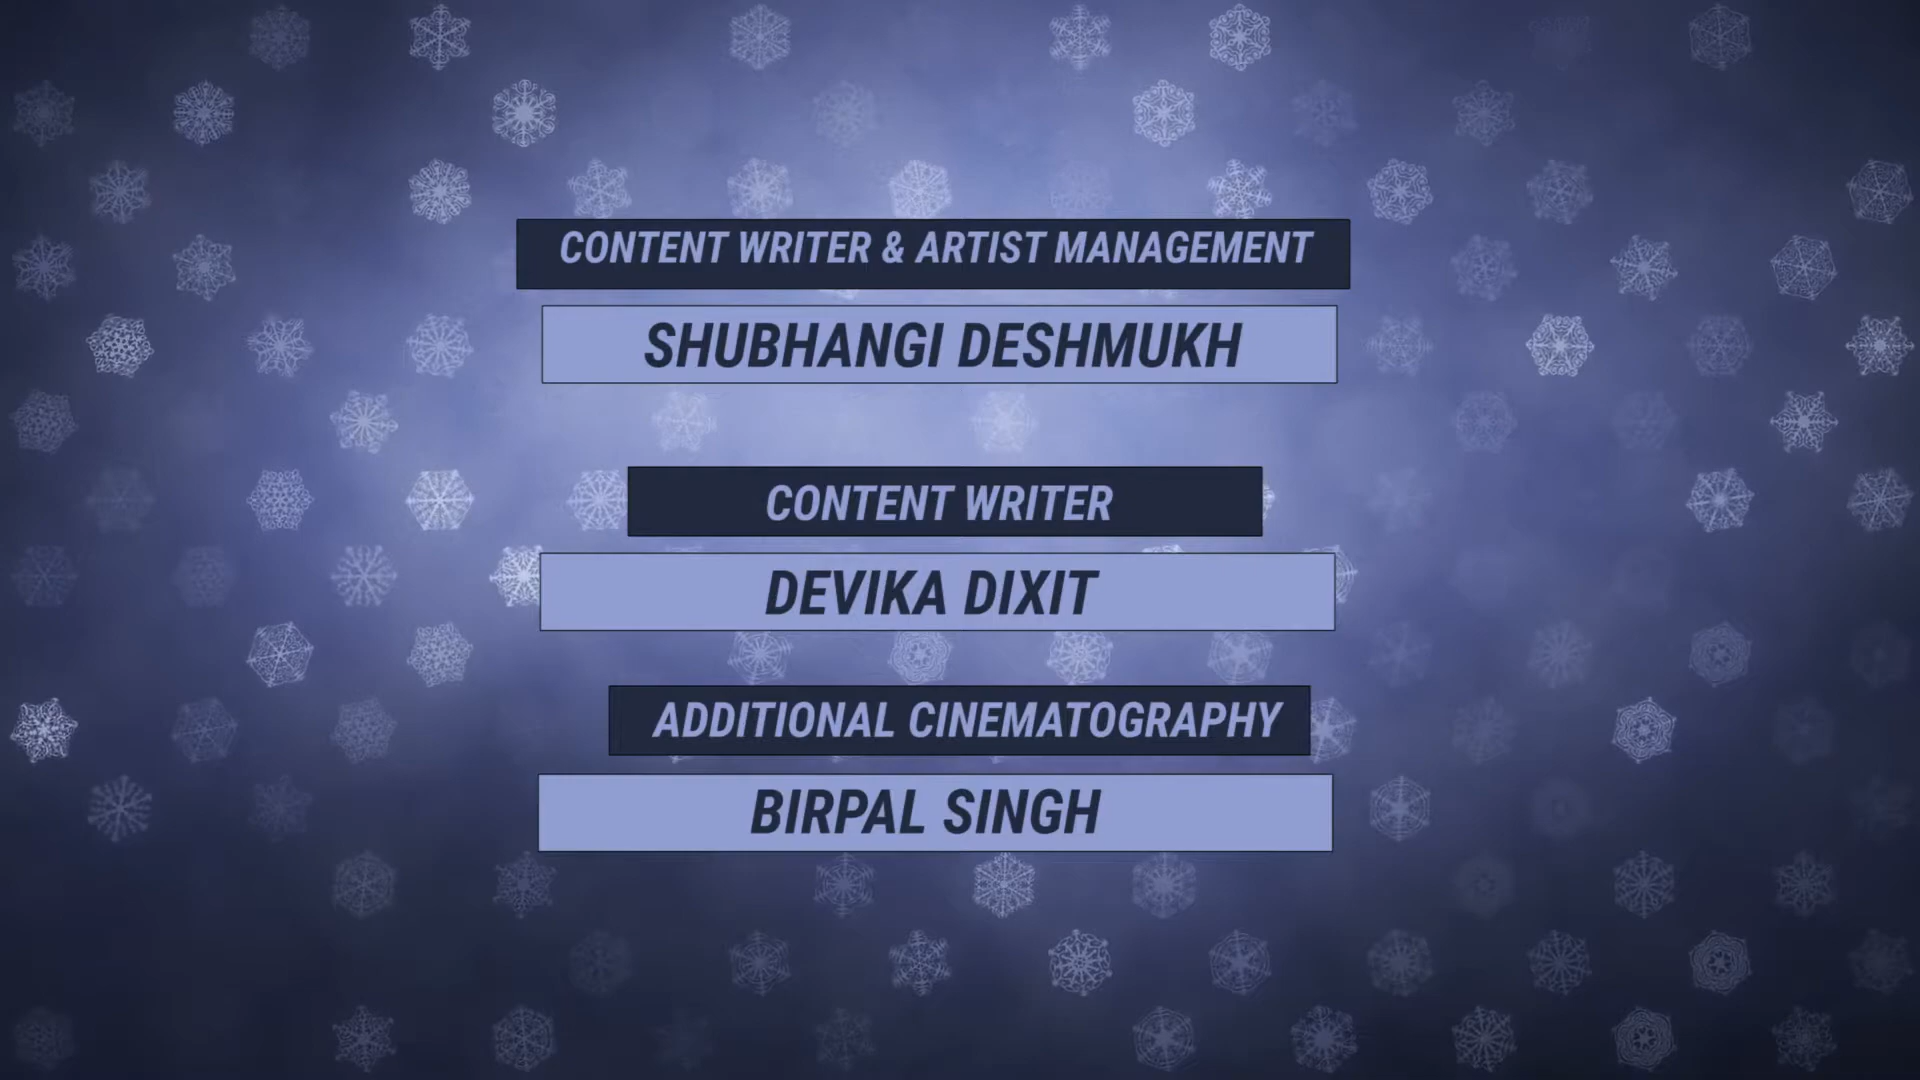 CONTENT WRITER & ARTIST MANAGEMENT
SHUBHANGI DESHMUKH
CONTENT WRITER
DEVIKA DIXIT
ADDITIONAL CINEMATOGRAPHY
BIRPAL SINGH